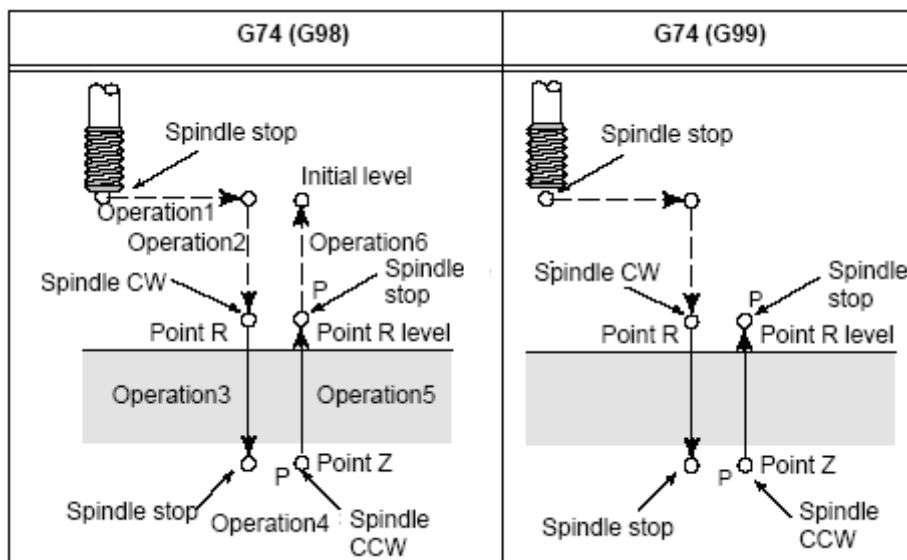 G74 (G98)
G74 (G99)
Spindle stop
Initial level
Operation1
Operation2
Operation6
Spindle CW
P
Spindle
stop
Point R
Point R level
Operation3
Operation5
P
Point Z
Spindle stop
Operation4
Spindle
CCW
Spindle stop
Spindle CW
P
Spindle
stop
Point R
Point R level
P
Point Z
Spindle stop
Spindle
CCW